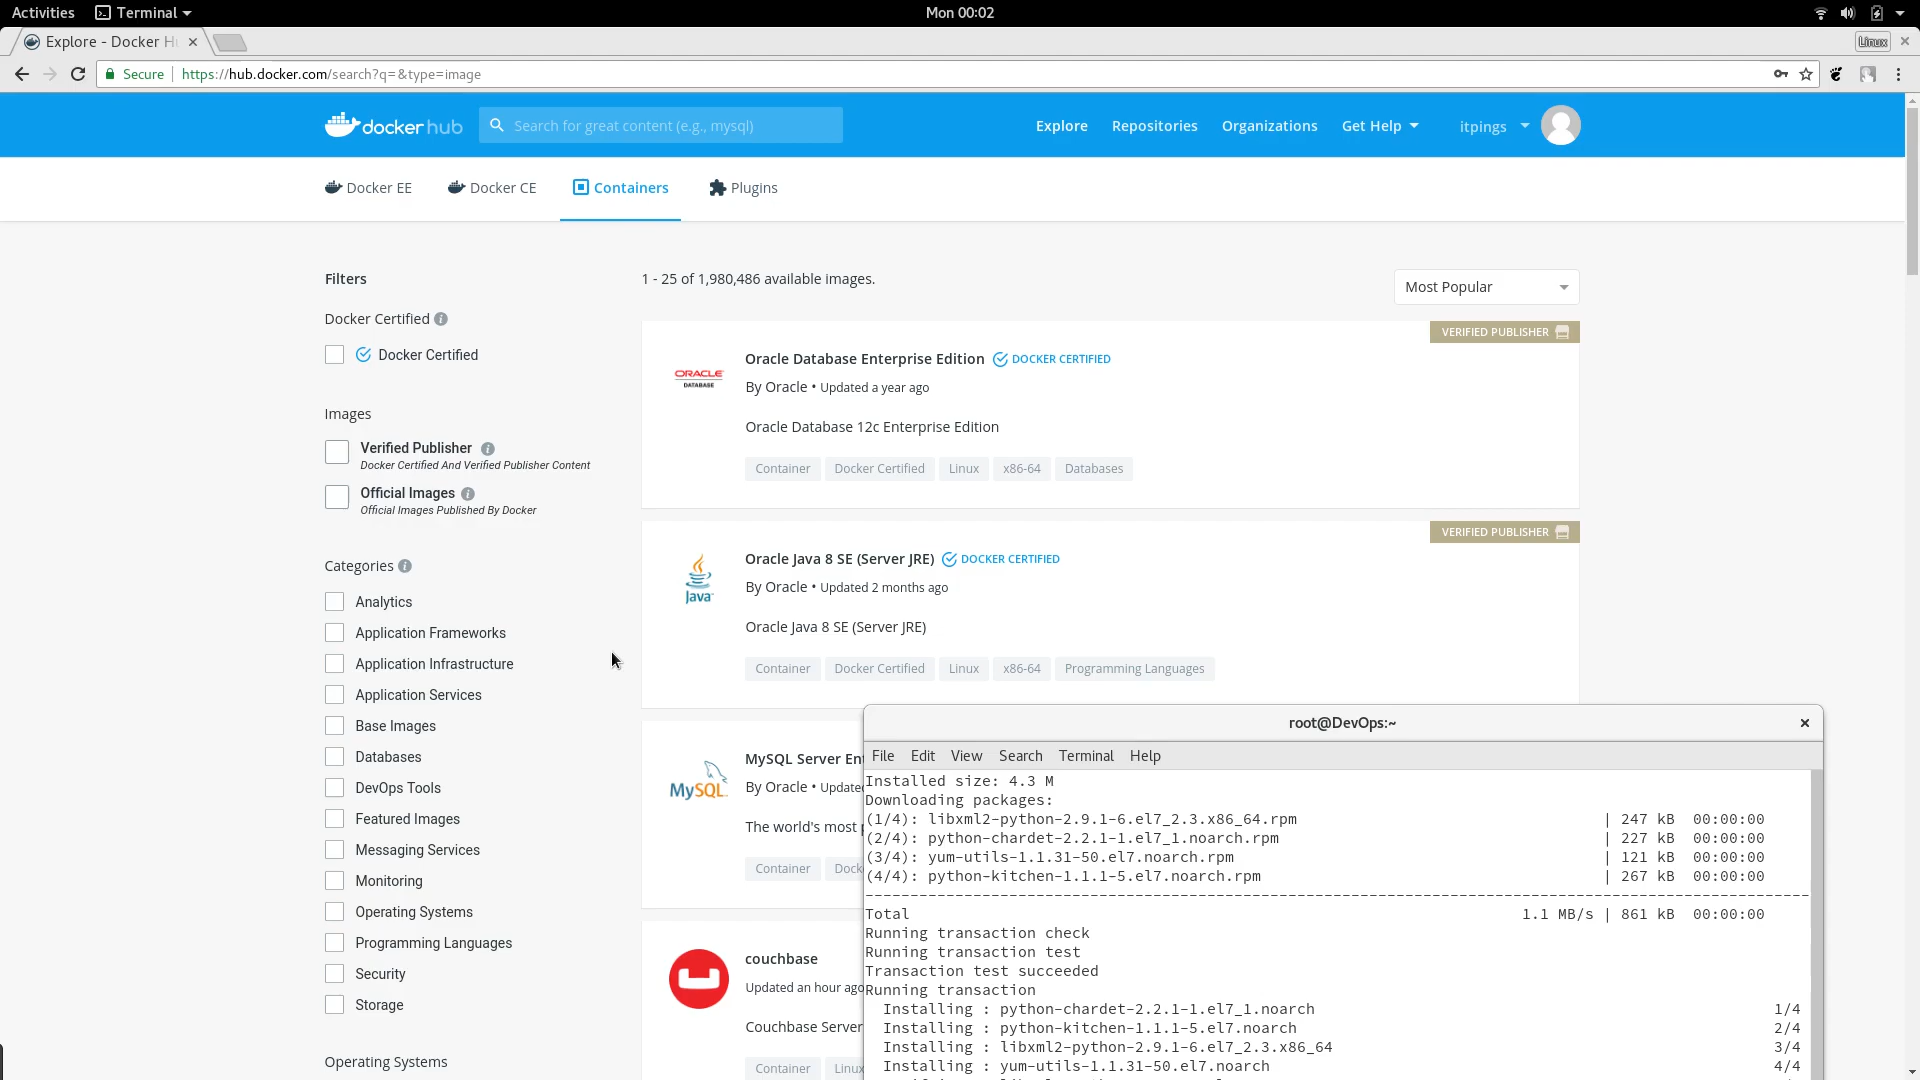 Activities Terminal Mon 00:02
Explore - Docker H Linux
Secure https://hub.docker.com/search?q=&type=image
docker hub Search for great content (e.g., mysql) Explore Repositories Organizations Get Help itpings
Docker EE Docker CE Containers Plugins
Filters
Docker Certified
Docker Certified
Images
Verified Publisher
Docker Certified And Verified Publisher Content
Official Images
Official Images Published By Docker
Categories
Analytics
Application Frameworks
Application Infrastructure
Application Services
Base Images
Databases
DevOps Tools
Featured Images
Messaging Services
Monitoring
Operating Systems
Programming Languages
Security
Storage
Operating Systems
1 - 25 of 1,980,486 available images. Most Popular
VERIFIED PUBLISHER
ORACLE
DATABASE
Oracle Database Enterprise Edition DOCKER CERTIFIED
By Oracle • Updated a year ago
Oracle Database 12c Enterprise Edition
Container Docker Certified Linux x86-64 Databases
VERIFIED PUBLISHER
Java
Oracle Java 8 SE (Server JRE) DOCKER CERTIFIED
By Oracle • Updated 2 months ago
Oracle Java 8 SE (Server JRE)
Container Docker Certified Linux x86-64 Programming Languages
MySQL
MySQL Server Ent
By Oracle • Update
The world's most
Container Dock
couchbase
Updated an hour ago
Couchbase Server
Container Linux
root@DevOps:~
File Edit View Search Terminal Help
Installed size: 4.3 M
Downloading packages:
(1/4): libxml2-python-2.9.1-6.el7_2.3.x86_64.rpm | 247 kB 00:00:00
(2/4): python-chardet-2.2.1-1.el7_1.noarch.rpm | 227 kB 00:00:00
(3/4): yum-utils-1.1.31-50.el7.noarch.rpm | 121 kB 00:00:00
(4/4): python-kitchen-1.1.1-5.el7.noarch.rpm | 267 kB 00:00:00
--------------------------------------------------------------------------------
Total 1.1 MB/s | 861 kB 00:00:00
Running transaction check
Running transaction test
Transaction test succeeded
Running transaction
Installing : python-chardet-2.2.1-1.el7_1.noarch 1/4
Installing : python-kitchen-1.1.1-5.el7.noarch 2/4
Installing : libxml2-python-2.9.1-6.el7_2.3.x86_64 3/4
Installing : yum-utils-1.1.31-50.el7.noarch 4/4